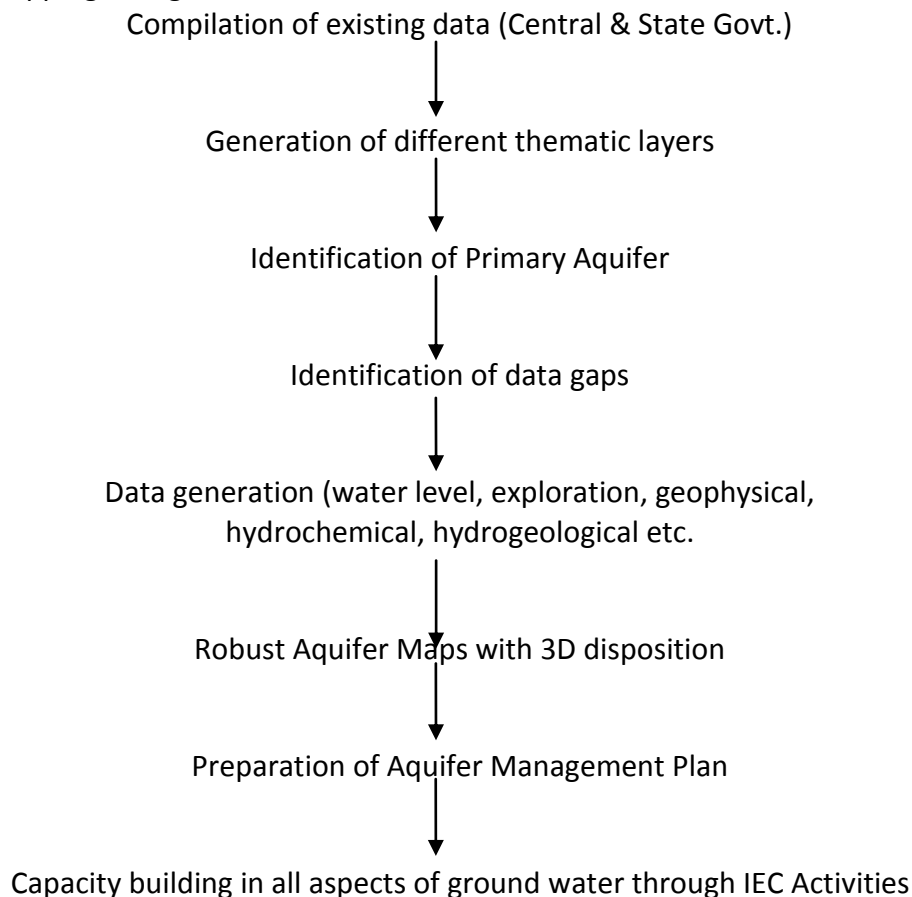 Compilation of existing data (Central & State Govt.)
Generation of different thematic layers
Identification of Primary Aquifer
Identification of data gaps
Data generation (water level, exploration, geophysical,
hydrochemical, hydrogeological etc.
Robust Aquifer Maps with 3D disposition
Preparation of Aquifer Management Plan
Capacity building in all aspects of ground water through IEC Activities